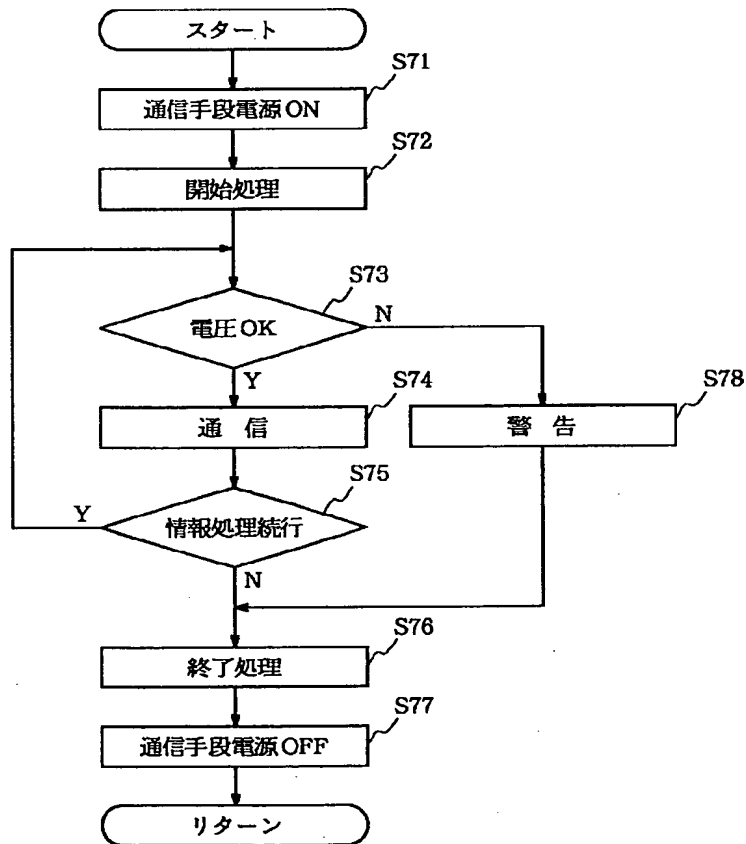 スタート
S71
通信手段電源ON
S72
開始処理
S73
電圧OK
N
Y
S74
通 信
S78
警 告
S75
情報処理続行
Y
N
S76
終了処理
S77
通信手段電源OFF
リターン